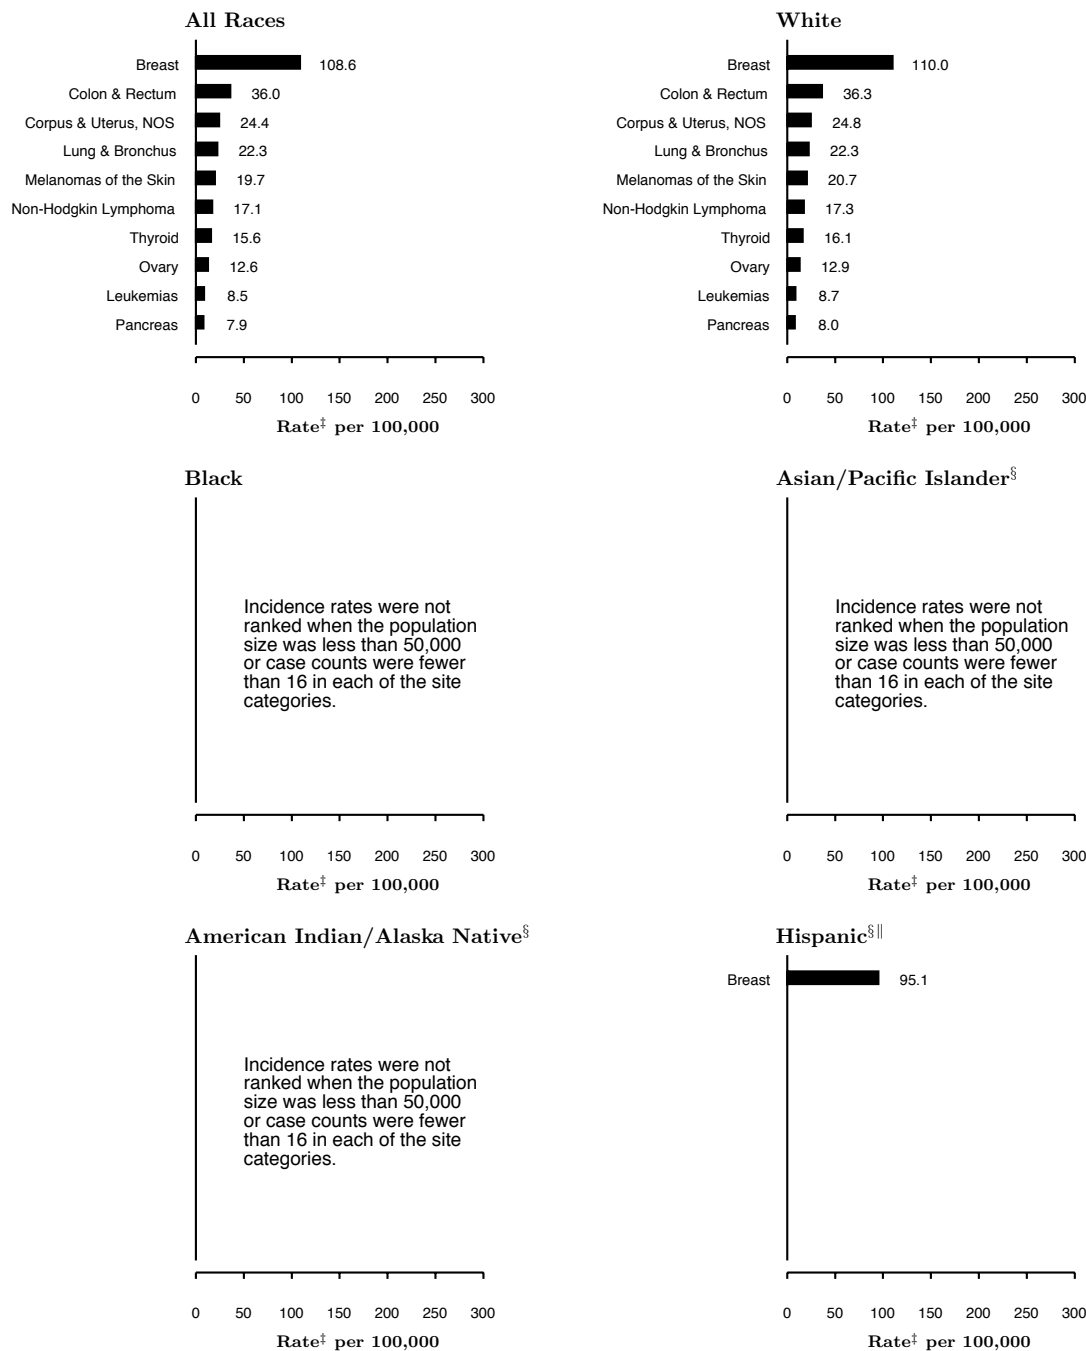 All Races
Breast 108.6
Colon & Rectum 36.0
Corpus & Uterus, NOS 24.4
Lung & Bronchus 22.3
Melanomas of the Skin 19.7
Non-Hodgkin Lymphoma 17.1
Thyroid 15.6
Ovary 12.6
Leukemias 8.5
Pancreas 7.9
0 50 100 150 200 250 300
Rate‡ per 100,000
White
Breast 110.0
Colon & Rectum 36.3
Corpus & Uterus, NOS 24.8
Lung & Bronchus 22.3
Melanomas of the Skin 20.7
Non-Hodgkin Lymphoma 17.3
Thyroid 16.1
Ovary 12.9
Leukemias 8.7
Pancreas 8.0
0 50 100 150 200 250 300
Rate‡ per 100,000
Black
Incidence rates were not
ranked when the population
size was less than 50,000
or case counts were fewer
than 16 in each of the site
categories.
0 50 100 150 200 250 300
Rate‡ per 100,000
Asian/Pacific Islander§
Incidence rates were not
ranked when the population
size was less than 50,000
or case counts were fewer
than 16 in each of the site
categories.
0 50 100 150 200 250 300
Rate‡ per 100,000
American Indian/Alaska Native§
Incidence rates were not
ranked when the population
size was less than 50,000
or case counts were fewer
than 16 in each of the site
categories.
0 50 100 150 200 250 300
Rate‡ per 100,000
Hispanic§‖
Breast 95.1
0 50 100 150 200 250 300
Rate‡ per 100,000